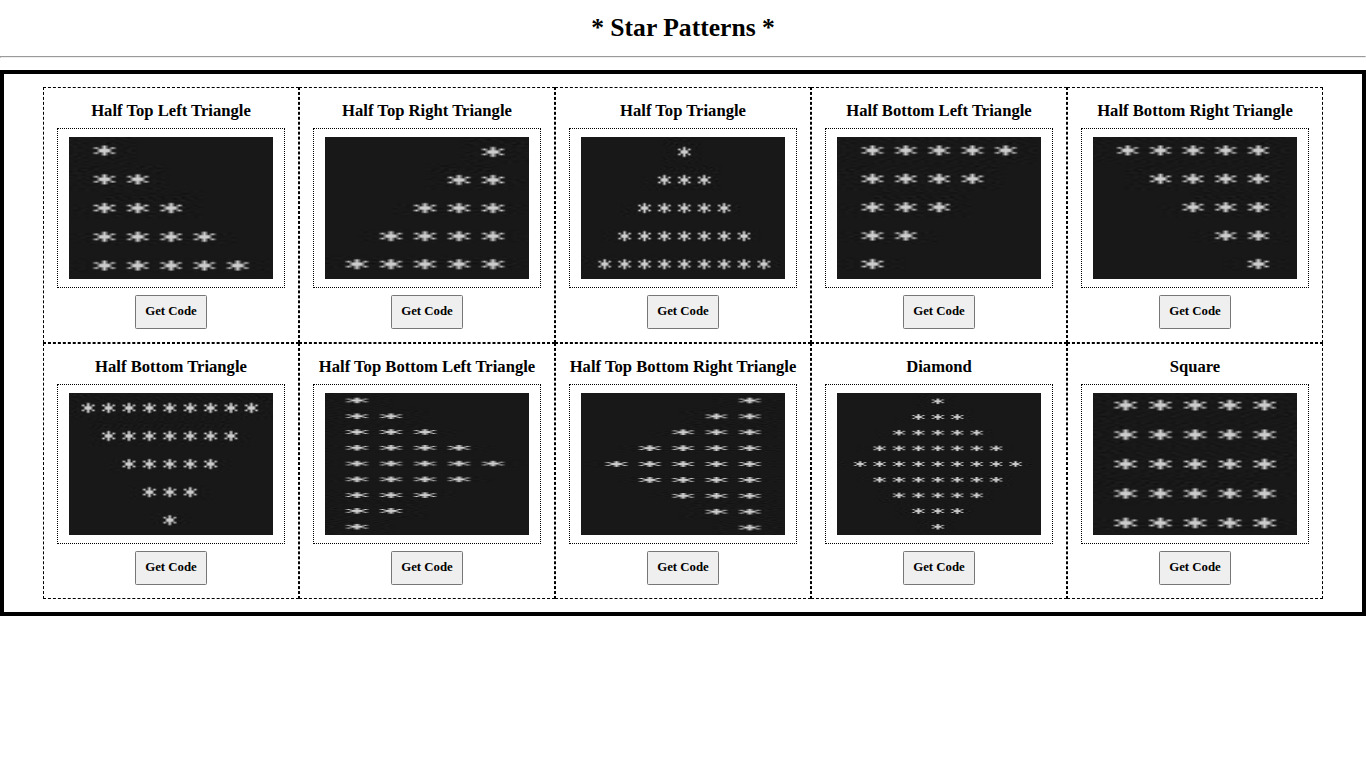 * Star Patterns *
Half Top Left Triangle
*
* *
* * *
* * * *
* * * * *
Get Code
Half Top Right Triangle
*
* *
* * *
* * * *
* * * * *
Get Code
Half Top Triangle
*
* * *
* * * * *
* * * * * * *
* * * * * * * * *
Get Code
Half Bottom Left Triangle
* * * * *
* * * *
* * *
* *
*
Get Code
Half Bottom Right Triangle
* * * * *
* * * *
* * *
* *
*
Get Code
Half Bottom Triangle
* * * * * * * * *
* * * * * * *
* * * * *
* * *
*
Get Code
Half Top Bottom Left Triangle
*
* *
* * *
* * * *
* * * * *
* * * *
* * *
* *
*
Get Code
Half Top Bottom Right Triangle
*
* *
* * *
* * * *
* * * * *
* * * *
* * *
* *
*
Get Code
Diamond
*
* * *
* * * * *
* * * * * * *
* * * * * * * * *
* * * * * * *
* * * * *
* * *
*
Get Code
Square
* * * * *
* * * * *
* * * * *
* * * * *
* * * * *
Get Code